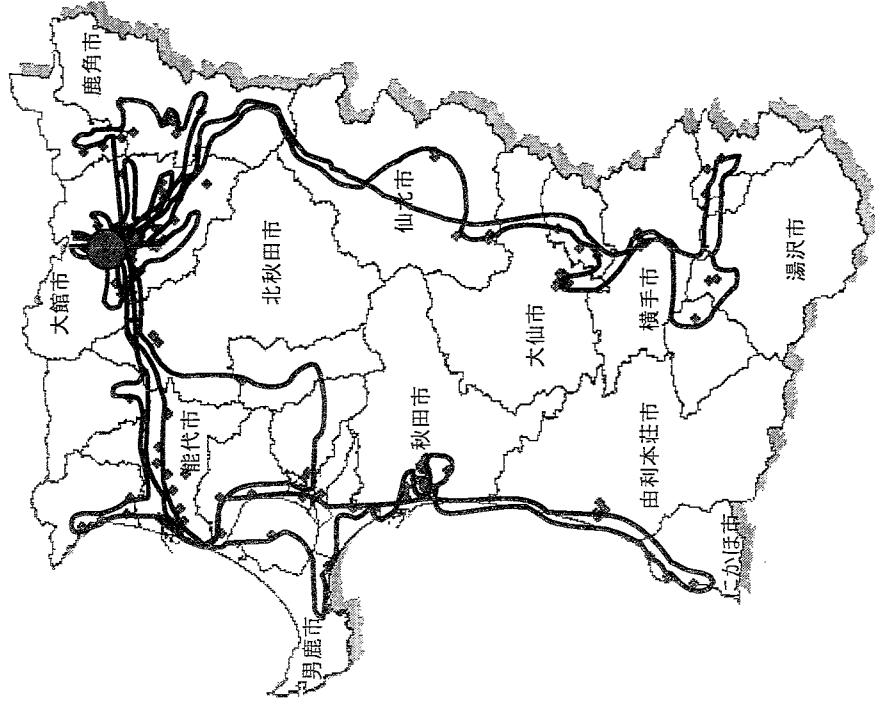 鹿角市
大館市
北秋田市
仙北市
能代市
秋田市
大仙市
横手市
湯沢市
由利本荘市
にかほ市
男鹿市